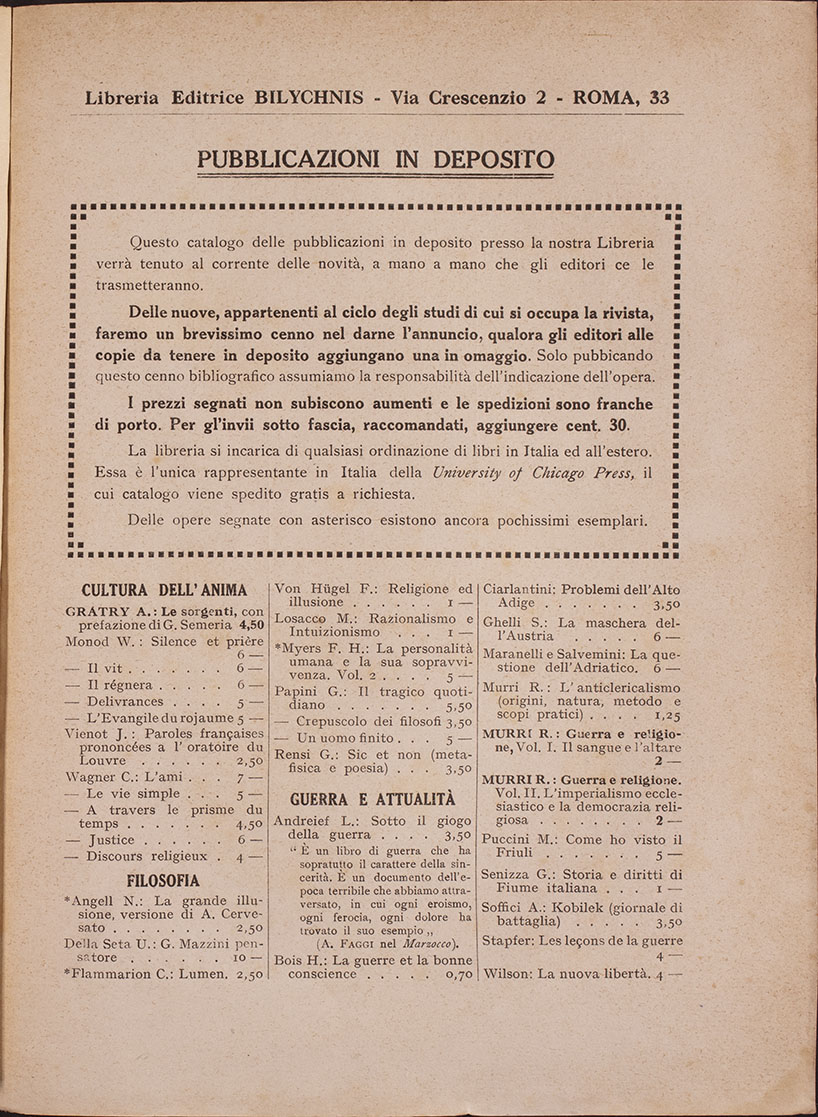 Libreria Editrice BILYCHNIS - Via Crescenzio 2 - ROMA, 33
PUBBLICAZIONI IN DEPOSITO
Questo catalogo delle pubblicazioni in deposito presso la nostra Libreria
verrà tenuto al corrente delle novità, a mano a mano che gli editori ce le
trasmetteranno.
Delle nuove, appartenenti al ciclo degli studi di cui si occupa la rivista,
faremo un brevissimo cenno nel darne l'annuncio, qualora gli editori alle
copie da tenere in deposito aggiungano una in omaggio. Solo pubbicando
questo cenno bibliografico assumiamo la responsabilità dell'indicazione dell'opera.
I prezzi segnati non subiscono aumenti e le spedizioni sono franche
di porto. Per gl'invii sotto fascia, raccomandati, aggiungere cent. 30.
La libreria si incarica di qualsiasi ordinazione di libri in Italia ed all'estero.
Essa è l'unica rappresentante in Italia della University of Chicago Press, il
cui catalogo viene spedito gratis a richiesta.
Delle opere segnate con asterisco esistono ancora pochissimi esemplari.
CULTURA DELL'ANIMA
GRATRY A.: Le sorgenti, con
prefazione di G. Semeria 4,50
Monod W.: Silence et prière
6 —
— Il vit . . . . . . . 6 —
— Il régnera . . . . . 6 —
— Delivrances . . . . 5 —
— L'Evangile du rojaume 5 —
Vienot J.: Paroles françaises
prononcées a l' oratoire du
Louvre . . . . . . 2,50
Wagner C.: L'ami . . . 7 —
— Le vie simple . . . 5 —
— A travers le prisme du
temps . . . . . . . 4,50
— Justice . . . . . . 6 —
— Discours religieux . 4 —
FILOSOFIA
*Angell N.: La grande illu-
sione, versione di A. Cerve-
sato . . . . . . . 2,50
Della Seta U.: G. Mazzini pen-
satore . . . . . . 10 —
*Flammarion C.: Lumen. 2,50
Von Hügel F.: Religione ed
illusione . . . . . . 1 —
Losacco M.: Razionalismo e
Intuizionismo . . . 1 —
*Myers F. H.: La personalità
umana e la sua sopravvi-
venza. Vol. 2 . . . . 5 —
Papini G.: Il tragico quoti-
diano . . . . . . . 5,50
— Crepuscolo dei filosofi 3,50
— Un uomo finito . . . 5 —
Rensi G.: Sic et non (meta-
fisica e poesia) . . . 3,50
GUERRA E ATTUALITÀ
Andreief L.: Sotto il giogo
della guerra . . . . 3,50
“ È un libro di guerra che ha
sopratutto il carattere della sin-
cerità. È un documento dell'e-
poca terribile che abbiamo attra-
versato, in cui ogni eroismo,
ogni ferocia, ogni dolore ha
trovato il suo esempio „
(A. FAGGI nel Marzocco).
Bois H.: La guerre et la bonne
conscience . . . . . 0,70
Ciarlantini: Problemi dell'Alto
Adige . . . . . . . 3,50
Ghelli S.: La maschera del-
l'Austria . . . . . 6 —
Maranelli e Salvemini: La que-
stione dell'Adriatico. 6 —
Murri R.: L' anticlericalismo
(origini, natura, metodo e
scopi pratici) . . . . 1,25
MURRI R.: Guerra e religio-
ne, Vol. I. Il sangue e l'altare
2 —
MURRI R.: Guerra e religione.
Vol. II. L'imperialismo eccle-
siastico e la democrazia reli-
giosa . . . . . . . . 2 —
Puccini M.: Come ho visto il
Friuli . . . . . . . 5 —
Senizza G.: Storia e diritti di
Fiume italiana . . . 1 —
Soffici A.: Kobilek (giornale di
battaglia) . . . . . 3,50
Stapfer: Les leçons de la guerre
4 —
Wilson: La nuova libertà. 4 —